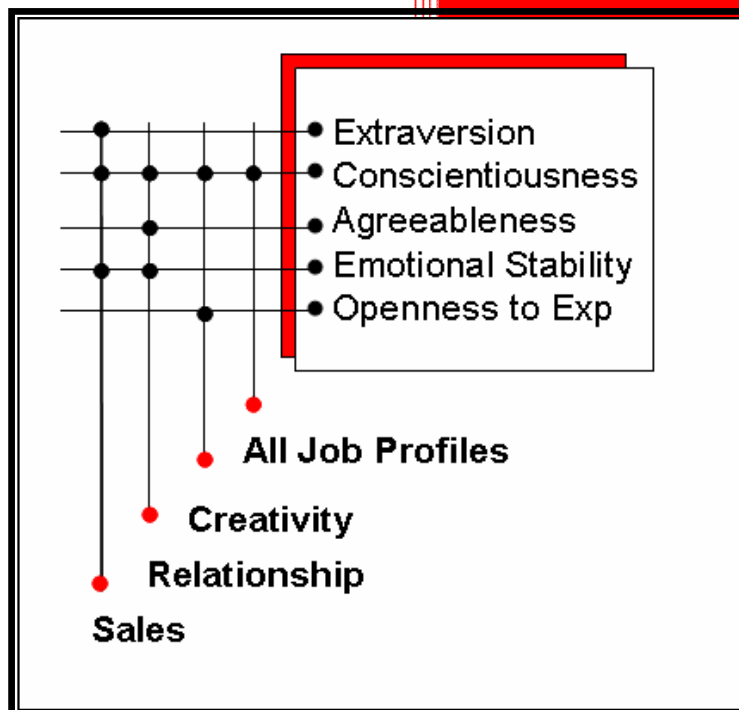 Extraversion
Conscientiousness
Agreeableness
Emotional Stability
Openness to Exp
All Job Profiles
Creativity
Relationship
Sales